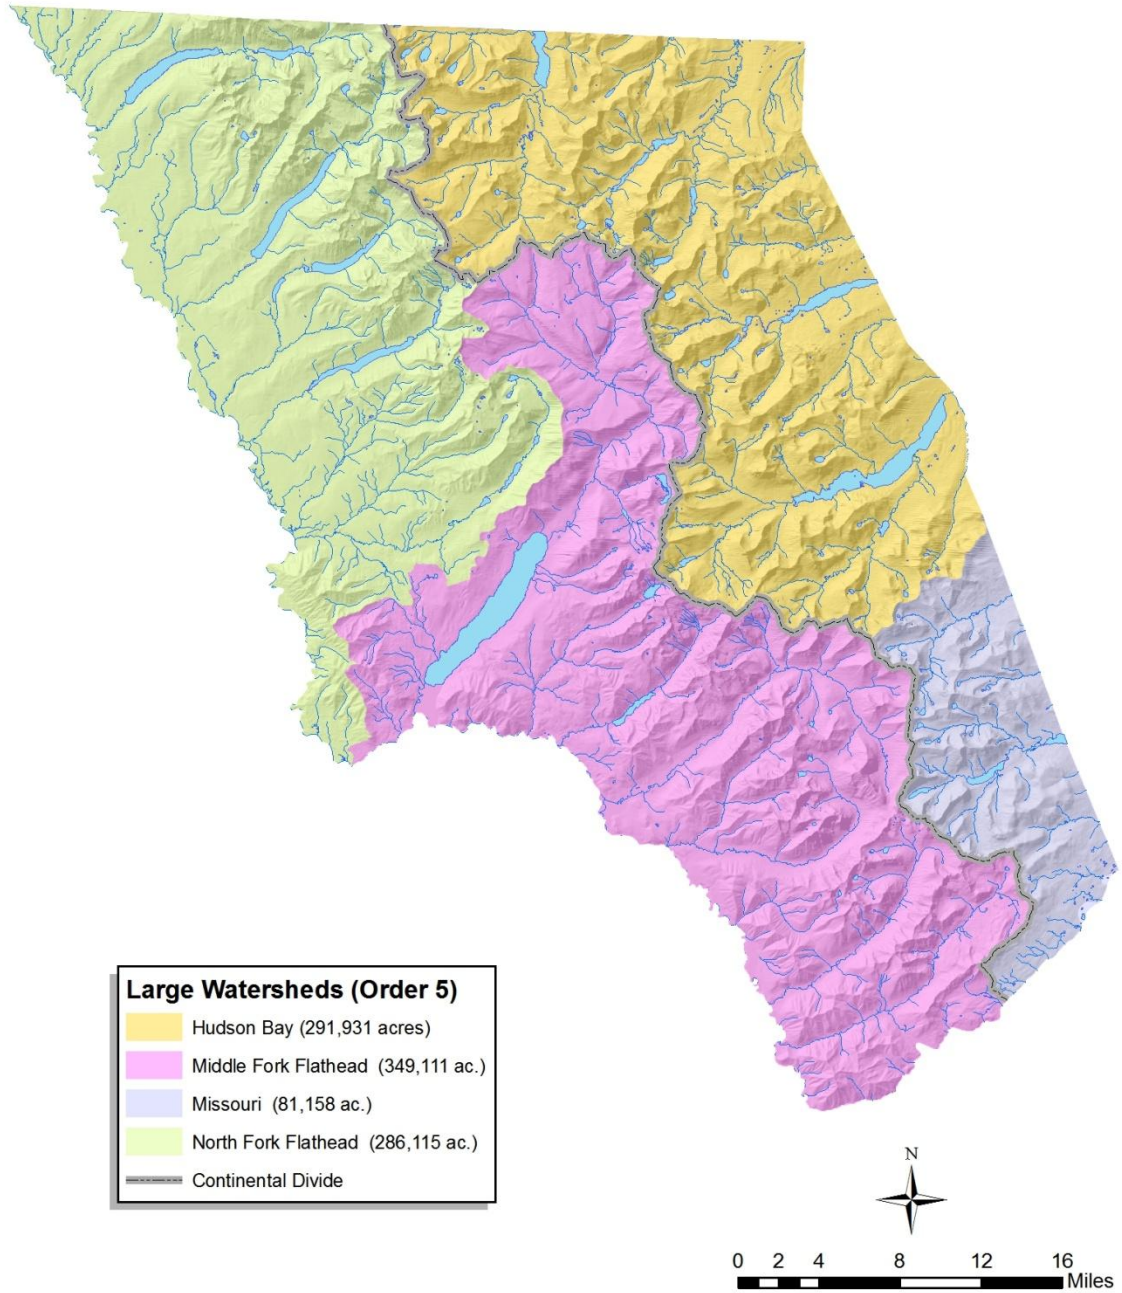 Large Watersheds (Order 5)
Hudson Bay (291,931 acres)
Middle Fork Flathead (349,111 ac.)
Missouri (81,158 ac.)
North Fork Flathead (286,115 ac.)
Continental Divide
N
0 2 4 8 12 16
Miles